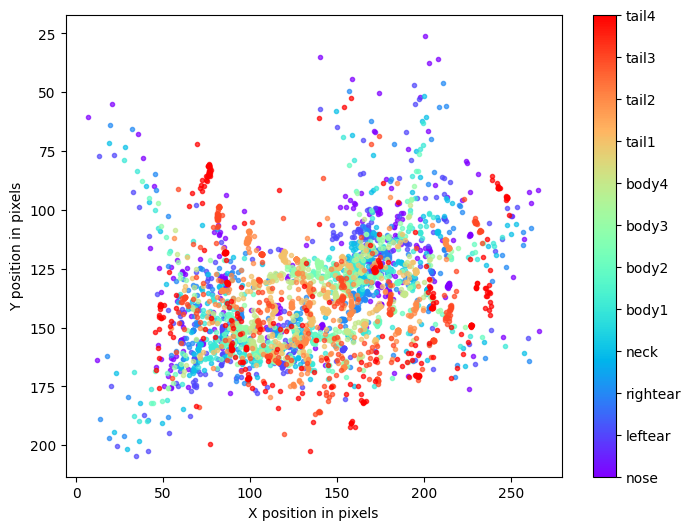 25
50
75
100
125
150
175
200
Y position in pixels
0
50
100
150
200
250
X position in pixels
tail4
tail3
tail2
tail1
body4
body3
body2
body1
neck
rightear
leftear
nose